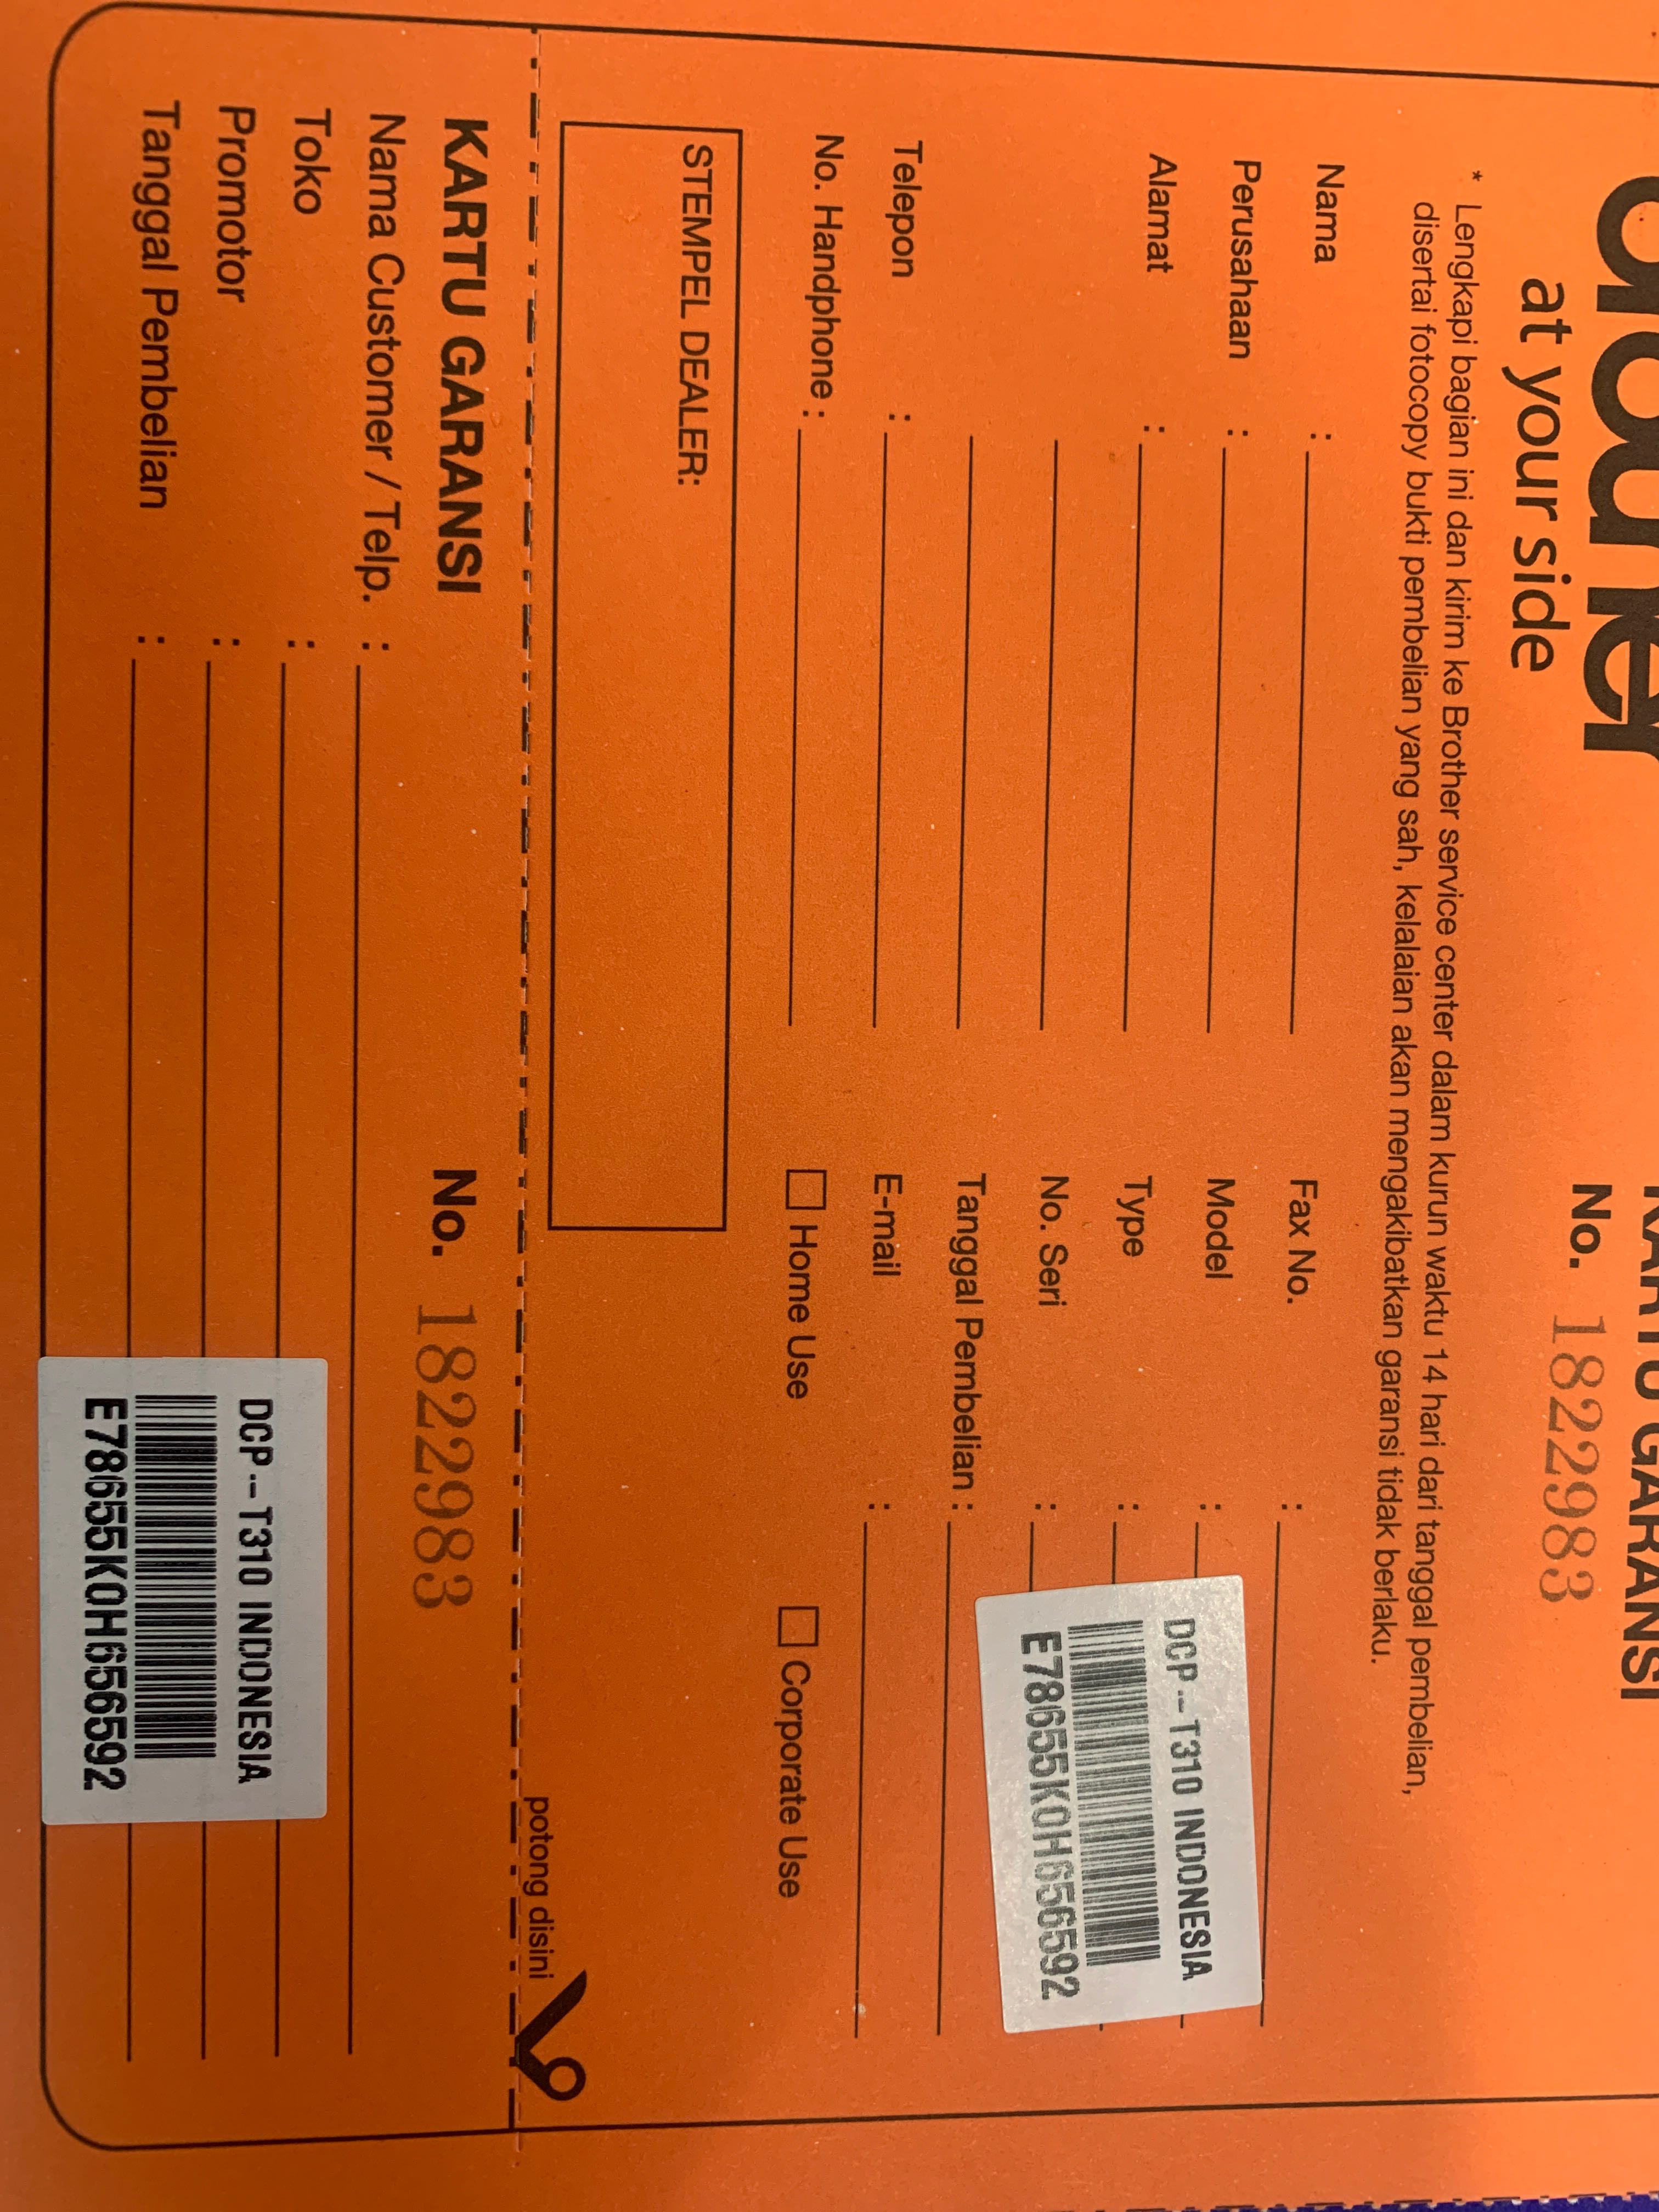 brother
at your side
KARTU GARANSI
No. 1822983
* Lengkapi bagian ini dan kirim ke Brother service center dalam kurun waktu 14 hari dari tanggal pembelian,
disertai fotocopy bukti pembelian yang sah, kelalaian akan mengakibatkan garansi tidak berlaku.
Nama :
Perusahaan :
Alamat :
Telepon :
No. Handphone :
Fax No. :
Model :
Type :
No. Seri :
Tanggal Pembelian :
E-mail :
DCP--T310 INDONESIA
E78655K0H656592
Home Use
Corporate Use
STEMPEL DEALER:
potong disini
KARTU GARANSI
No. 1822983
Nama Customer / Telp. :
Toko :
Promotor :
Tanggal Pembelian :
DCP--T310 INDONESIA
E78655K0H656592